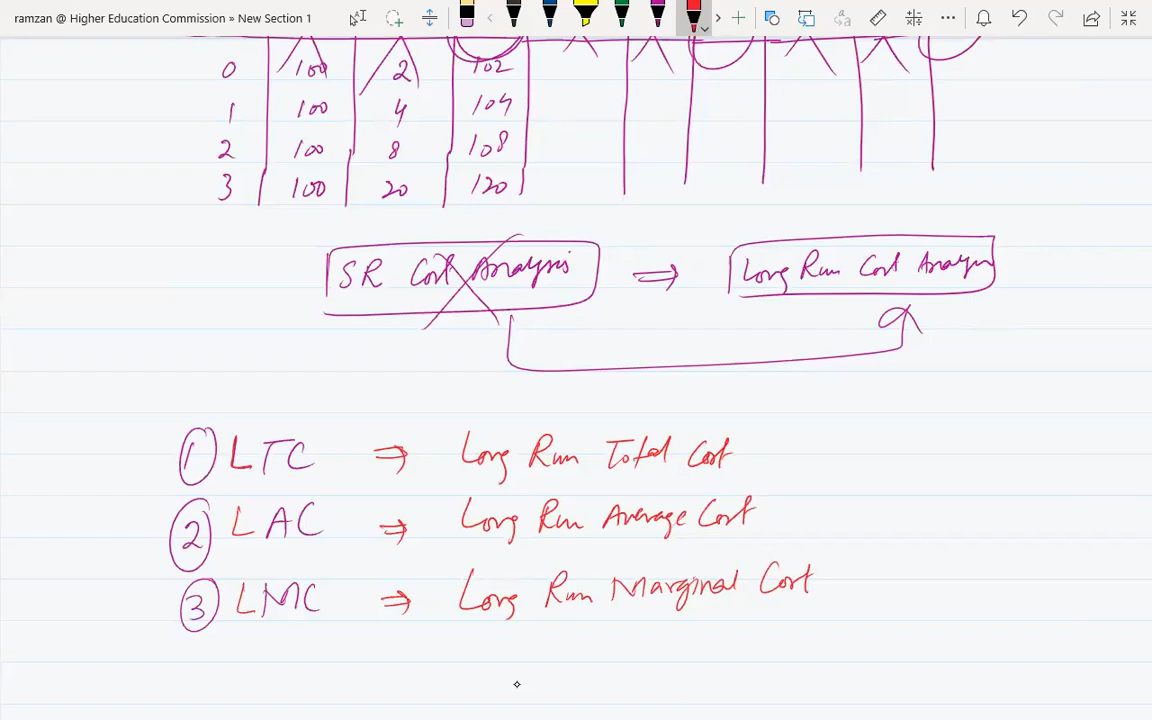 ramzan @ Higher Education Commission » New Section 1
0 100 2 102
1 100 4 104
2 100 8 108
3 100 20 120
SR Cost Analysis ⇒ Long Run Cost Analysis
① LTC ⇒ Long Run Total Cost
② LAC ⇒ Long Run Average Cost
③ LMC ⇒ Long Run Marginal Cost